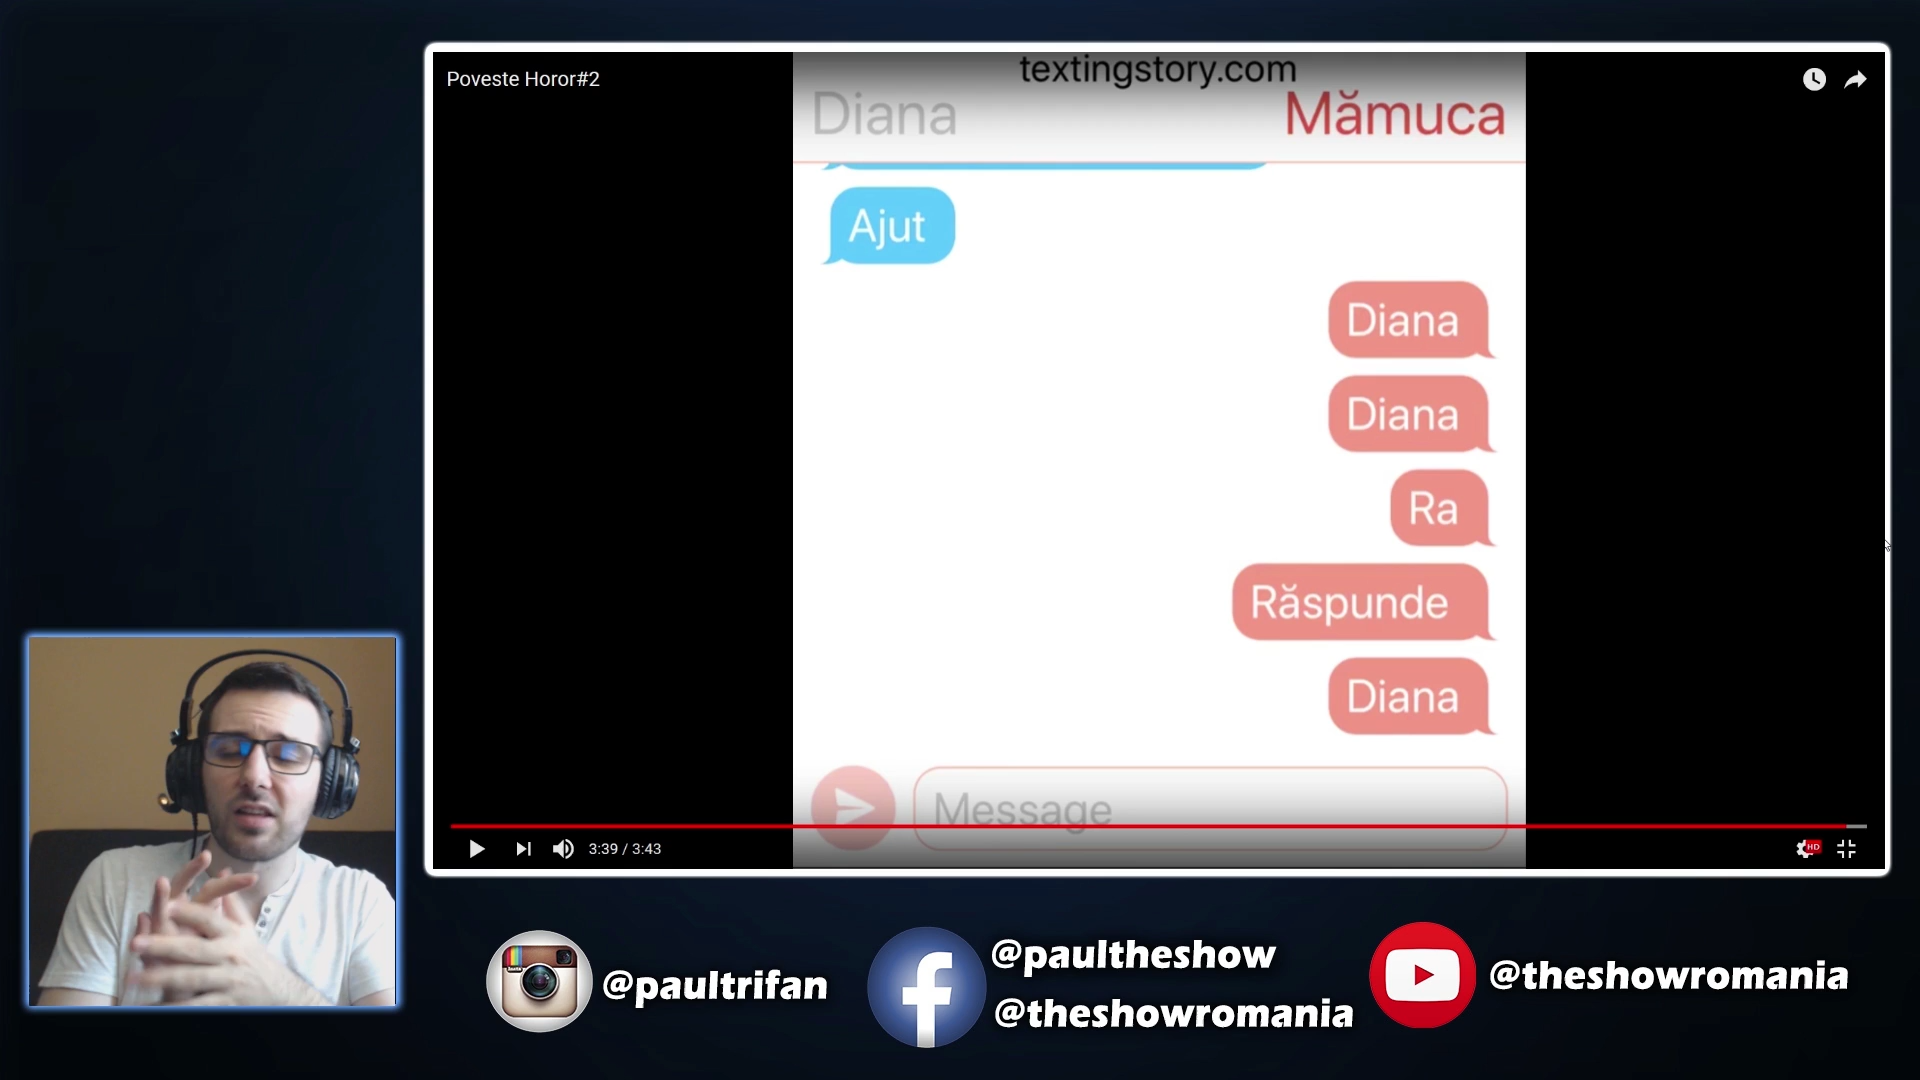 Poveste Horor#2
textingstory.com
Diana
Mămuca
Ajut
Diana
Diana
Ra
Răspunde
Diana
Message
3:39 / 3:43
HD
@paultrifan
@paultheshow
@theshowromania
@theshowromania